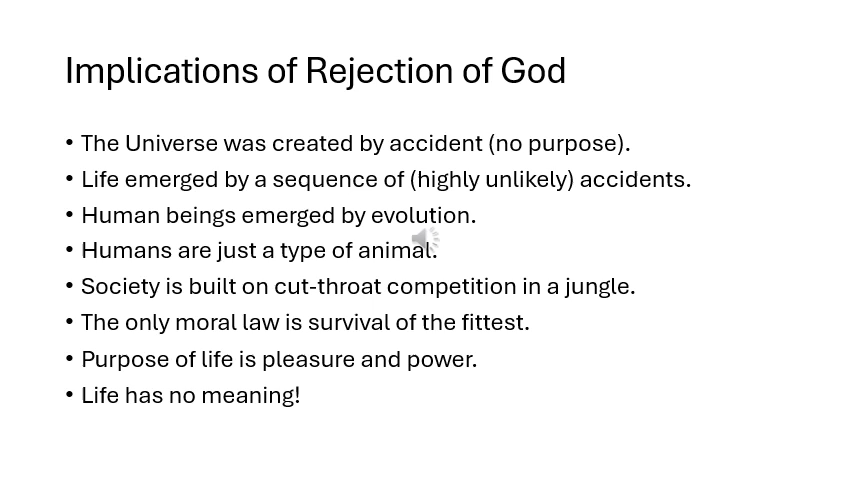 Implications of Rejection of God
• The Universe was created by accident (no purpose).
• Life emerged by a sequence of (highly unlikely) accidents.
• Human beings emerged by evolution.
• Humans are just a type of animal.
• Society is built on cut-throat competition in a jungle.
• The only moral law is survival of the fittest.
• Purpose of life is pleasure and power.
• Life has no meaning!